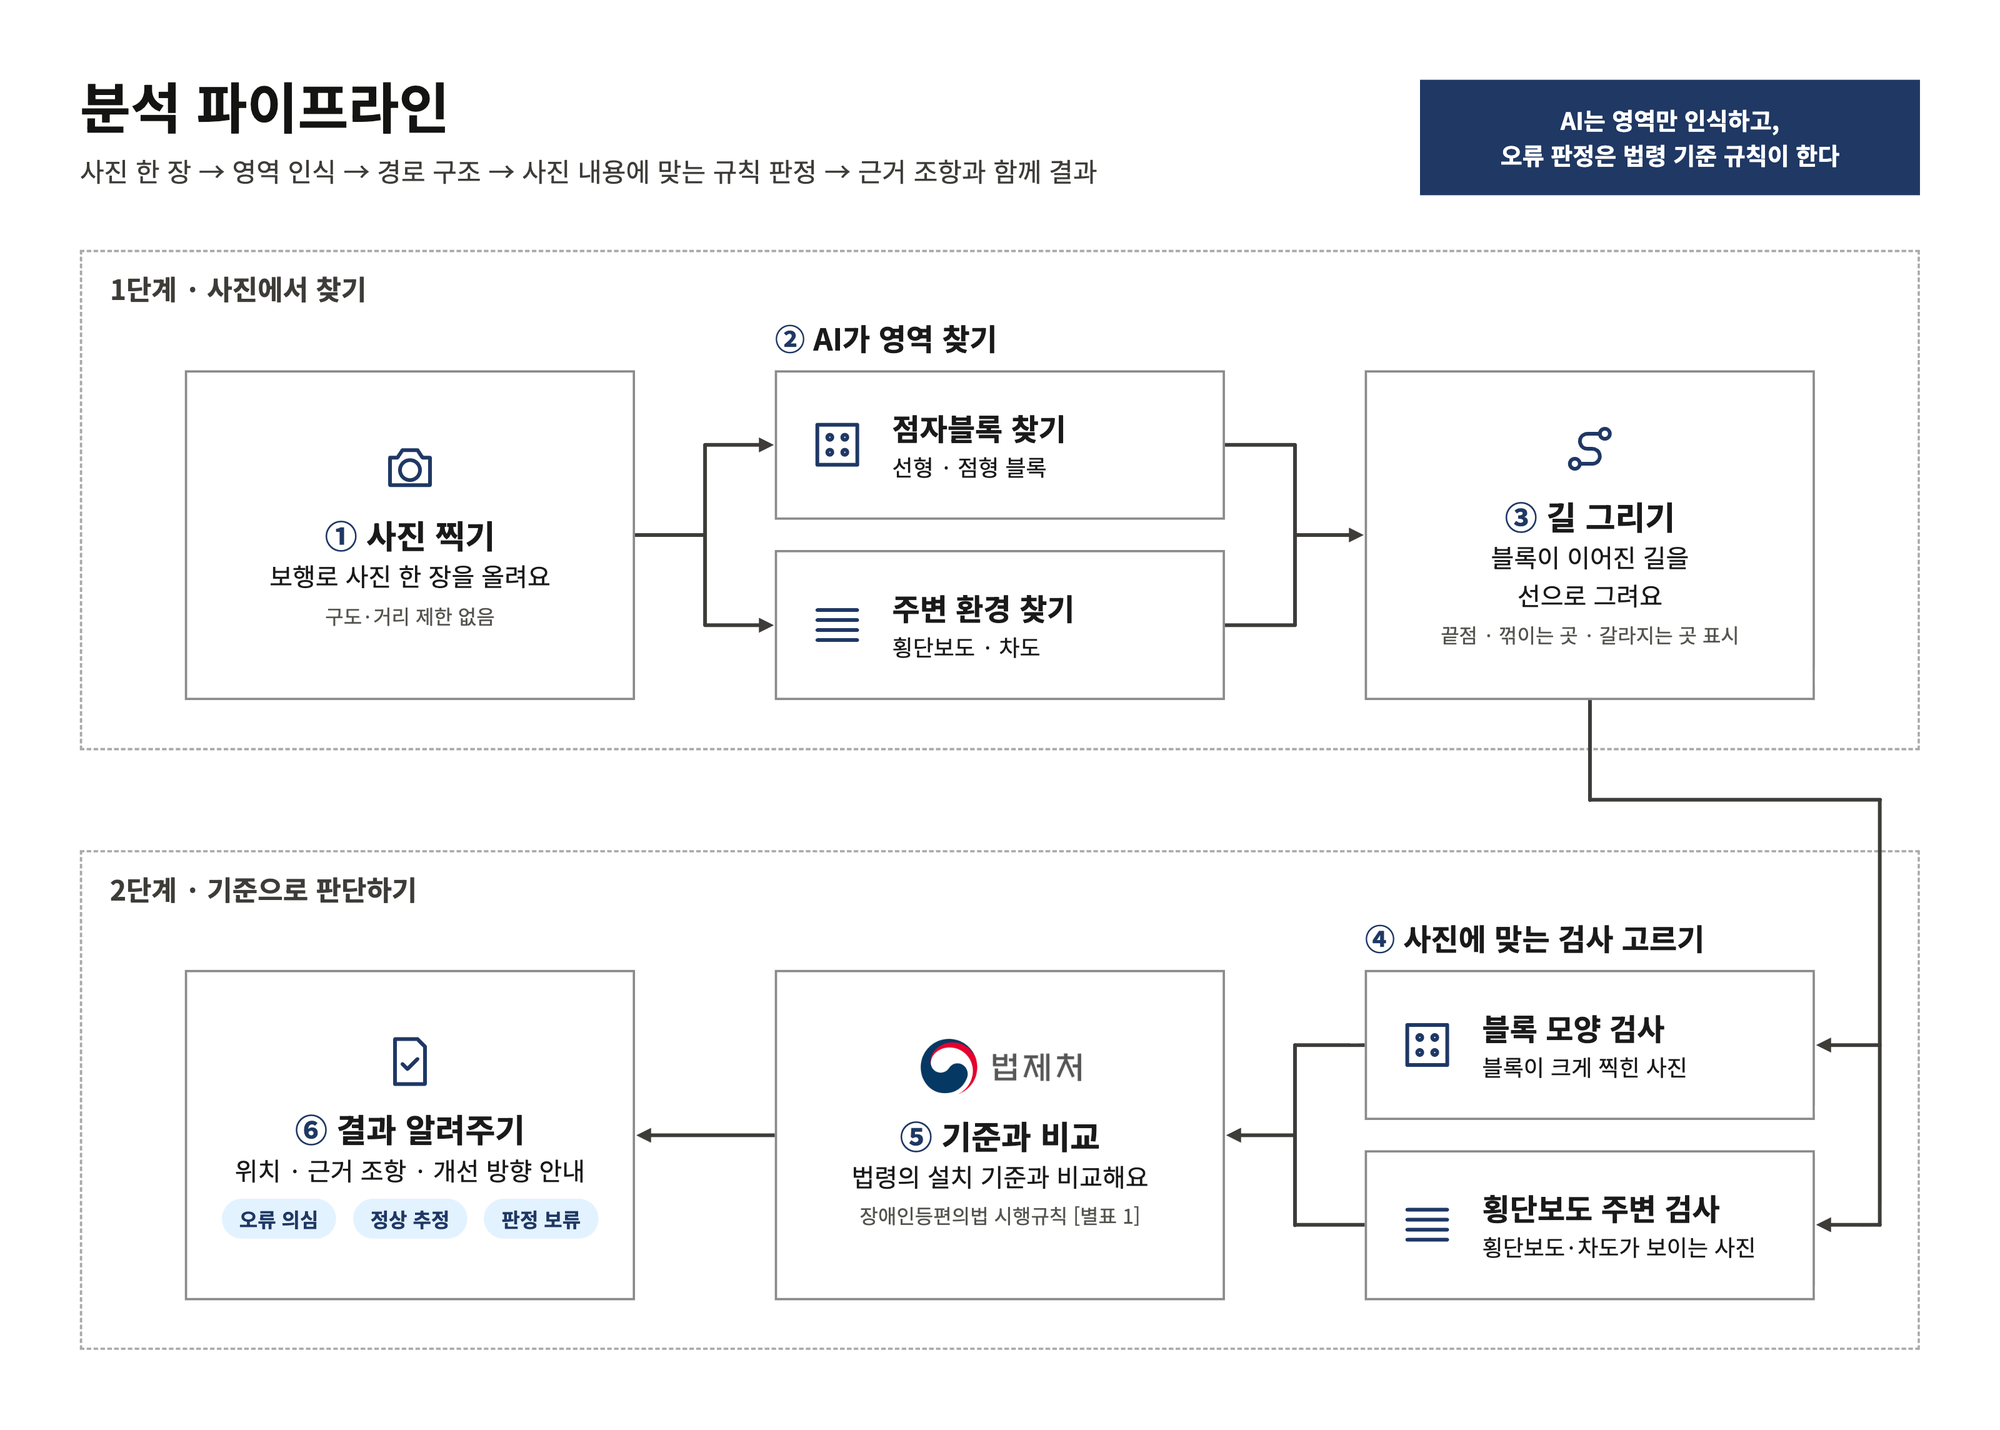 분석 파이프라인
사진 한 장 → 영역 인식 → 경로 구조 → 사진 내용에 맞는 규칙 판정 → 근거 조항과 함께 결과
AI는 영역만 인식하고,
오류 판정은 법령 기준 규칙이 한다
1단계 · 사진에서 찾기
① 사진 찍기
보행로 사진 한 장을 올려요
구도·거리 제한 없음
② AI가 영역 찾기
점자블록 찾기
선형 · 점형 블록
주변 환경 찾기
횡단보도 · 차도
③ 길 그리기
블록이 이어진 길을
선으로 그려요
끝점 · 꺾이는 곳 · 갈라지는 곳 표시
2단계 · 기준으로 판단하기
④ 사진에 맞는 검사 고르기
블록 모양 검사
블록이 크게 찍힌 사진
횡단보도 주변 검사
횡단보도·차도가 보이는 사진
법제처
⑤ 기준과 비교
법령의 설치 기준과 비교해요
장애인등편의법 시행규칙 [별표 1]
⑥ 결과 알려주기
위치 · 근거 조항 · 개선 방향 안내
오류 의심
정상 추정
판정 보류